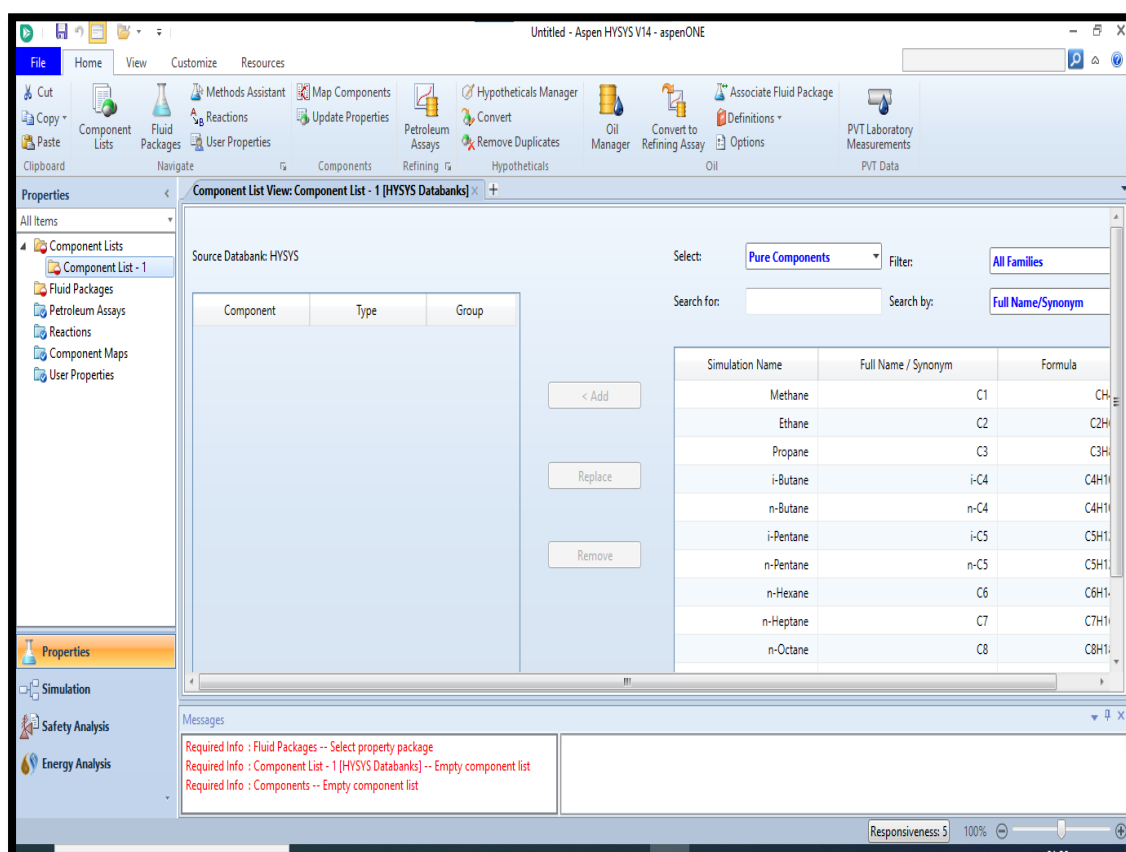 Untitled - Aspen HYSYS V14 - aspenONE
File Home View Customize Resources
Cut
Copy
Paste
Clipboard
Component Lists
Fluid Packages
Methods Assistant
Reactions
User Properties
Navigate
Map Components
Update Properties
Components
Petroleum Assays
Refining
Hypotheticals Manager
Convert
Remove Duplicates
Hypotheticals
Oil Manager
Convert to Refining Assay
Associate Fluid Package
Definitions
Options
Oil
PVT Laboratory Measurements
PVT Data
Properties
All Items
Component Lists
Component List - 1
Fluid Packages
Petroleum Assays
Reactions
Component Maps
User Properties
Properties
Simulation
Safety Analysis
Energy Analysis
Component List View: Component List - 1 [HYSYS Databanks] +
Source Databank: HYSYS
Component Type Group
< Add
Replace
Remove
Select: Pure Components Filter: All Families
Search for: Search by: Full Name/Synonym
Simulation Name Full Name / Synonym Formula
Methane C1
Ethane C2
Propane C3
i-Butane i-C4
n-Butane n-C4
i-Pentane i-C5
n-Pentane n-C5
n-Hexane C6
n-Heptane C7
n-Octane C8
Messages
Required Info : Fluid Packages -- Select property package
Required Info : Component List - 1 [HYSYS Databanks] -- Empty component list
Required Info : Components -- Empty component list
Responsiveness: 5 100%